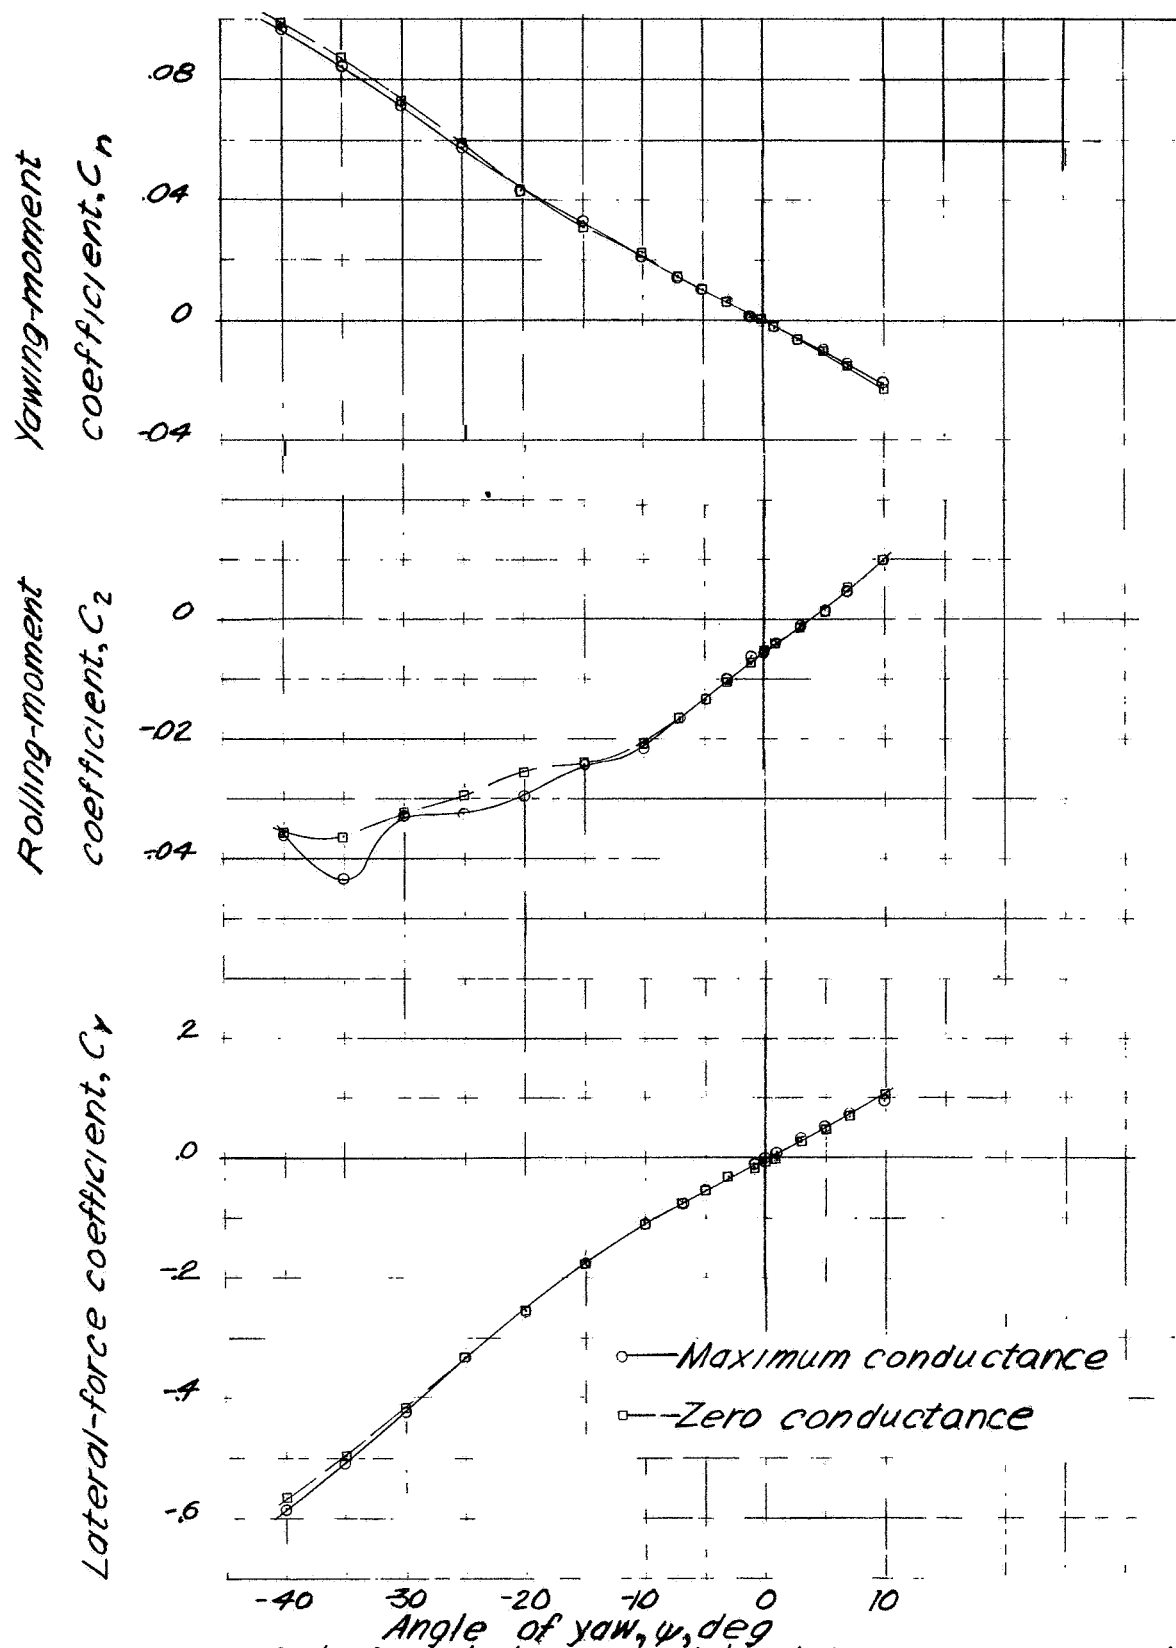 Yawing-moment
coefficient, Cn
.08
.04
0
-.04
Rolling-moment
coefficient, C2
0
-.02
-.04
Lateral-force coefficient, CY
.2
.0
-.2
-.4
-.6
Maximum conductance
Zero conductance
-40 -30 -20 -10 0 10
Angle of yaw, ψ, deg